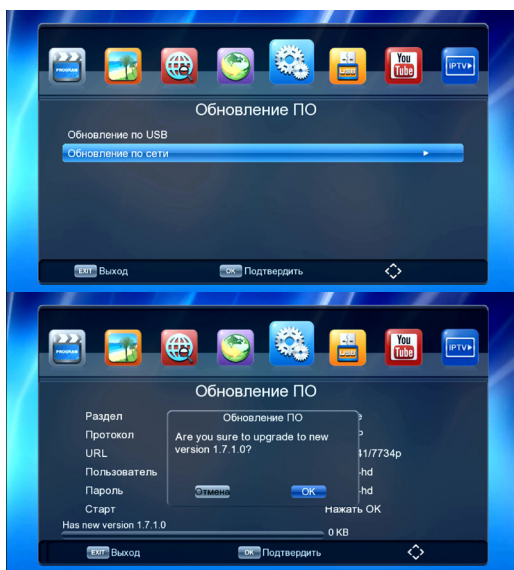 PROGRAM
USB
You
Tube
IPTV
Обновление ПО
Обновление по USB
Обновление по сети
EXIT Выход
OK Подтвердить
PROGRAM
USB
You
Tube
IPTV
Обновление ПО
Раздел
Обновление ПО
Протокол
Are you sure to upgrade to new
version 1.7.1.0?
URL
1/7734p
Пользователь
-hd
Пароль
Отмена
OK
-hd
Старт
Нажать OK
Has new version 1.7.1.0
0 KB
EXIT Выход
OK Подтвердить